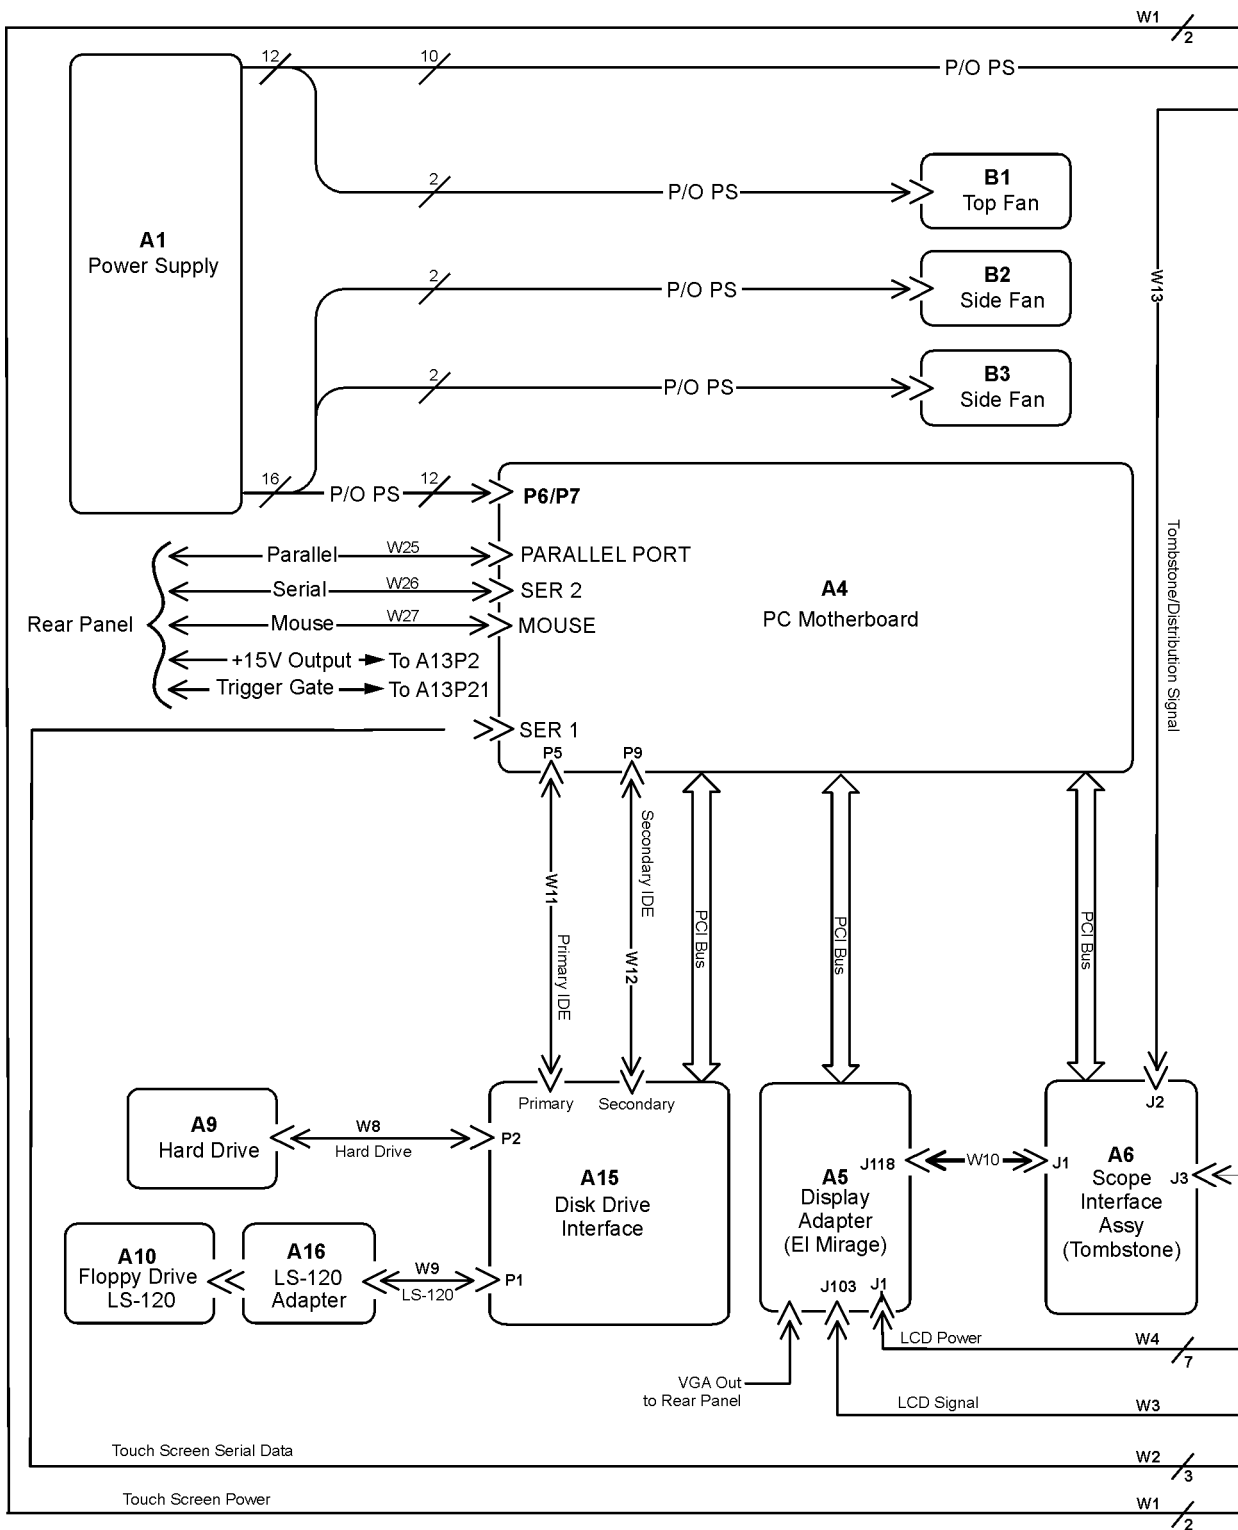 W1
2
12
10
P/O PS
2
P/O PS
B1
Top Fan
A1
Power Supply
2
P/O PS
B2
Side Fan
W13
2
P/O PS
B3
Side Fan
16
P/O PS
12
P6/P7
Parallel
W25
PARALLEL PORT
Serial
W26
SER 2
Rear Panel
Mouse
W27
MOUSE
+15V Output
To A13P2
Trigger Gate
To A13P21
A4
PC Motherboard
Tombstone/Distribution Signal
SER 1
P5
P9
W11
Primary IDE
Secondary IDE
W12
PCI Bus
PCI Bus
PCI Bus
Primary
Secondary
J2
A9
Hard Drive
W8
Hard Drive
P2
A15
Disk Drive
Interface
J118
W10
J1
A5
Display
Adapter
(El Mirage)
A6
Scope
Interface
Assy
(Tombstone)
J3
A10
Floppy Drive
LS-120
A16
LS-120
Adapter
W9
LS-120
P1
J103
J1
LCD Power
W4
7
VGA Out
to Rear Panel
LCD Signal
W3
Touch Screen Serial Data
W2
3
Touch Screen Power
W1
2